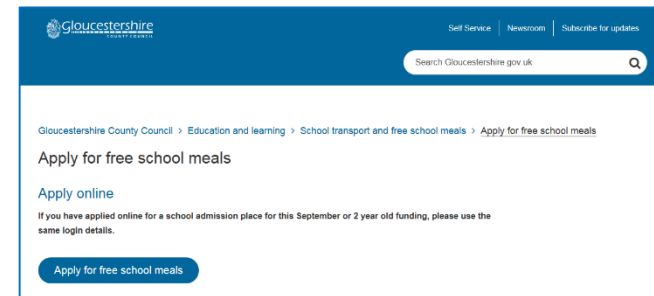 Gloucestershire
COUNTY COUNCIL
Self Service
Newsroom
Subscribe for updates
Search Gloucestershire.gov.uk
Gloucestershire County Council > Education and learning > School transport and free school meals > Apply for free school meals
Apply for free school meals
Apply online
If you have applied online for a school admission place for this September or 2 year old funding, please use the
same login details.
Apply for free school meals